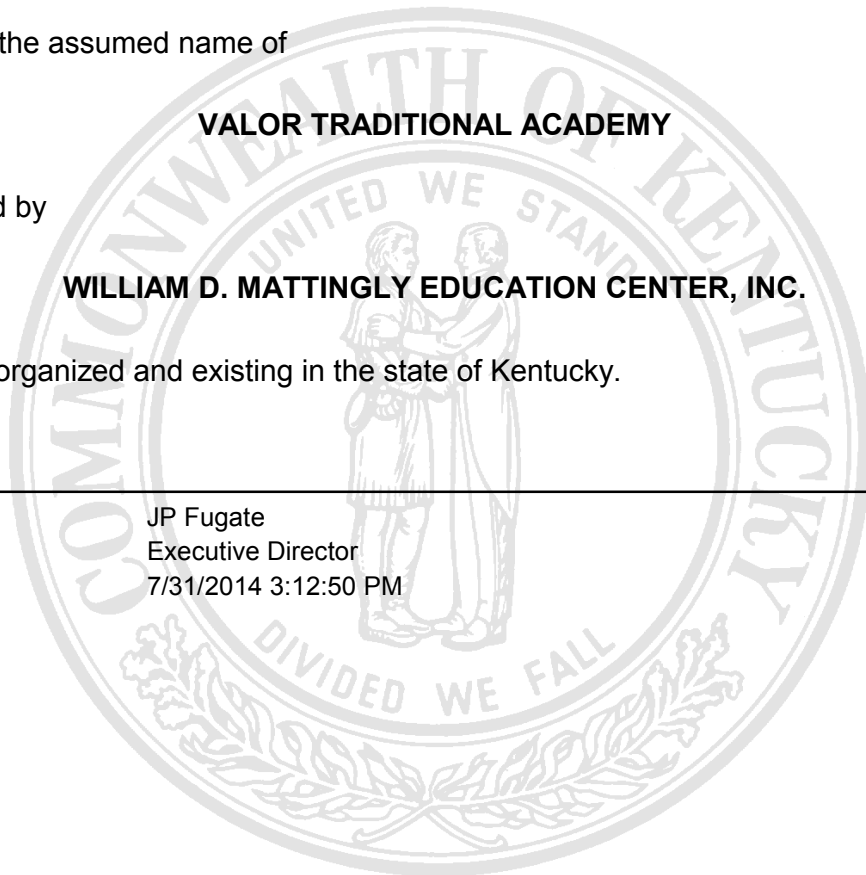 the assumed name of
VALOR TRADITIONAL ACADEMY
d by
WILLIAM D. MATTINGLY EDUCATION CENTER, INC.
organized and existing in the state of Kentucky.
JP Fugate
Executive Director
7/31/2014 3:12:50 PM
COMMONWEALTH OF KENTUCKY
UNITED WE STAND
DIVIDED WE FALL